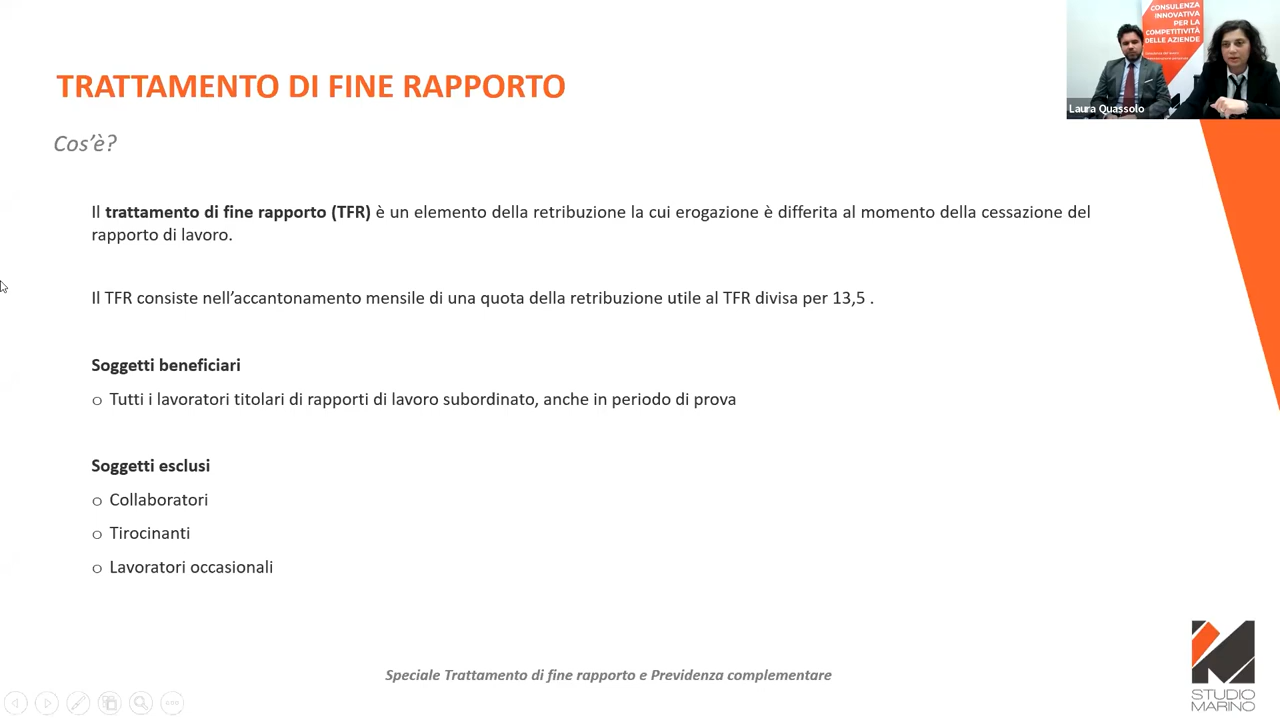 CONSULENZA
INNOVATIVA
PER LA
COMPETITIVITÀ
DELLE AZIENDE
Laura Quassolo
TRATTAMENTO DI FINE RAPPORTO
Cos’è?
Il trattamento di fine rapporto (TFR) è un elemento della retribuzione la cui erogazione è differita al momento della cessazione del
rapporto di lavoro.
Il TFR consiste nell’accantonamento mensile di una quota della retribuzione utile al TFR divisa per 13,5 .
Soggetti beneficiari
o Tutti i lavoratori titolari di rapporti di lavoro subordinato, anche in periodo di prova
Soggetti esclusi
o Collaboratori
o Tirocinanti
o Lavoratori occasionali
Speciale Trattamento di fine rapporto e Previdenza complementare
STUDIO
MARINO